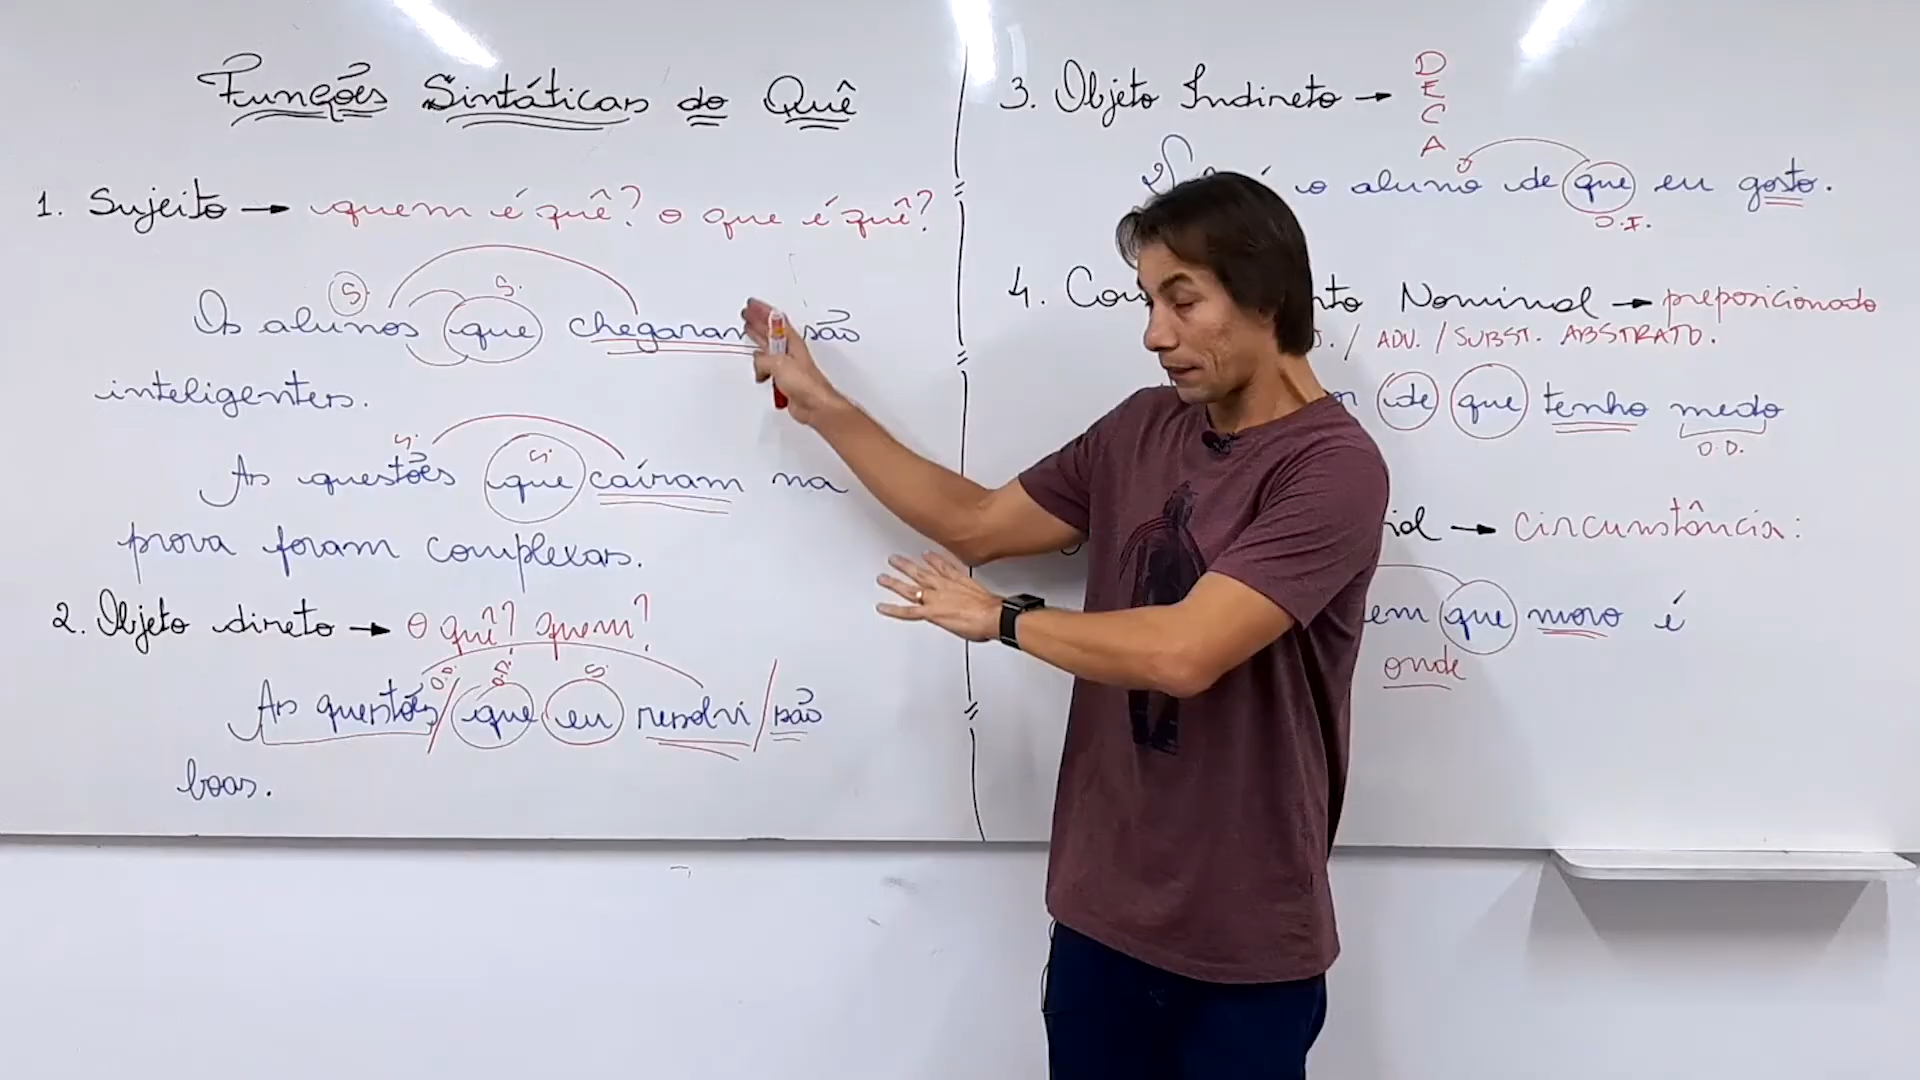 Funções Sintáticas do Quê
1. Sujeito → quem é quê? o que é quê?
S. S.
Os alunos que chegaram são
inteligentes.
S. S.
As questões que caíram na
prova foram complexas.
2. Objeto direto → O quê? quem?
O.D. O.D. S.
As questões/ que eu resolvi / são
boas.
3. Objeto Indireto → D
E
C
A
o aluno de que eu gosto.
O.I.
4. Nominal → preposicionado
/ ADV. / SUBST. ABSTRATO.
de que tenho medo
O.D.
→ circunstância:
em que moro é
onde